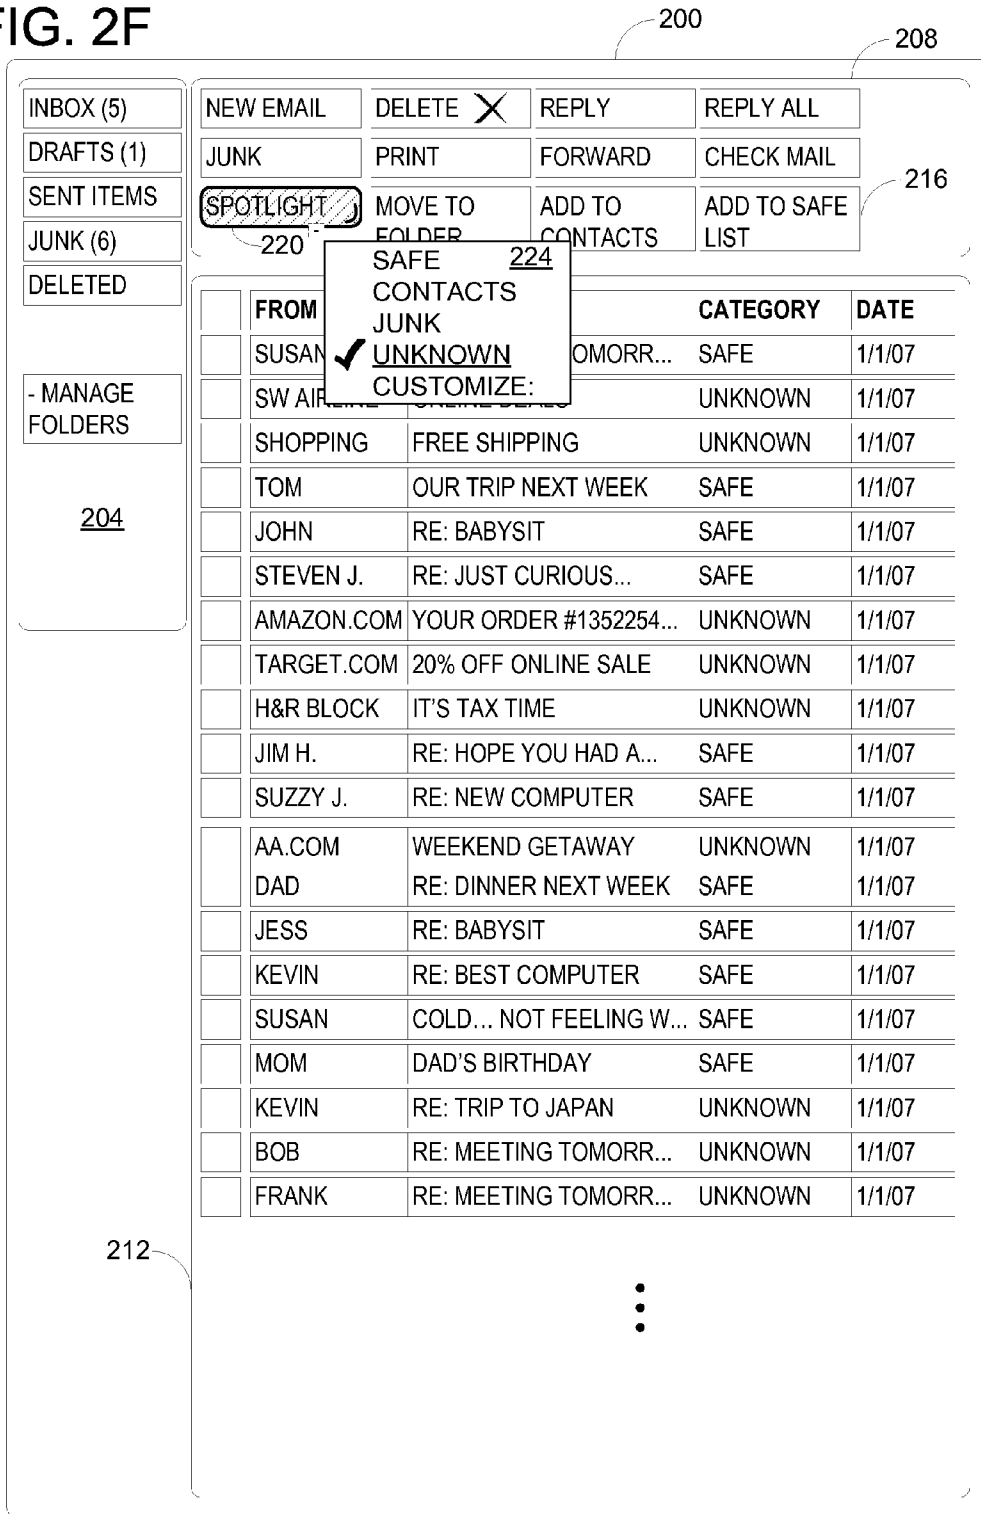 FIG. 2F
200
208
INBOX (5)
DRAFTS (1)
SENT ITEMS
JUNK (6)
DELETED
- MANAGE
FOLDERS
204
NEW EMAIL DELETE REPLY REPLY ALL
JUNK PRINT FORWARD CHECK MAIL
SPOTLIGHT MOVE TO FOLDER ADD TO CONTACTS ADD TO SAFE LIST
216
220
SAFE 224
CONTACTS
JUNK
UNKNOWN
CUSTOMIZE:
FROM CATEGORY DATE
SUSAN OMORR... SAFE 1/1/07
SW AIRLINE ONLINE DEALS UNKNOWN 1/1/07
SHOPPING FREE SHIPPING UNKNOWN 1/1/07
TOM OUR TRIP NEXT WEEK SAFE 1/1/07
JOHN RE: BABYSIT SAFE 1/1/07
STEVEN J. RE: JUST CURIOUS... SAFE 1/1/07
AMAZON.COM YOUR ORDER #1352254... UNKNOWN 1/1/07
TARGET.COM 20% OFF ONLINE SALE UNKNOWN 1/1/07
H&R BLOCK IT'S TAX TIME UNKNOWN 1/1/07
JIM H. RE: HOPE YOU HAD A... SAFE 1/1/07
SUZZY J. RE: NEW COMPUTER SAFE 1/1/07
AA.COM WEEKEND GETAWAY UNKNOWN 1/1/07
DAD RE: DINNER NEXT WEEK SAFE 1/1/07
JESS RE: BABYSIT SAFE 1/1/07
KEVIN RE: BEST COMPUTER SAFE 1/1/07
SUSAN COLD... NOT FEELING W... SAFE 1/1/07
MOM DAD'S BIRTHDAY SAFE 1/1/07
KEVIN RE: TRIP TO JAPAN UNKNOWN 1/1/07
BOB RE: MEETING TOMORR... UNKNOWN 1/1/07
FRANK RE: MEETING TOMORR... UNKNOWN 1/1/07
212